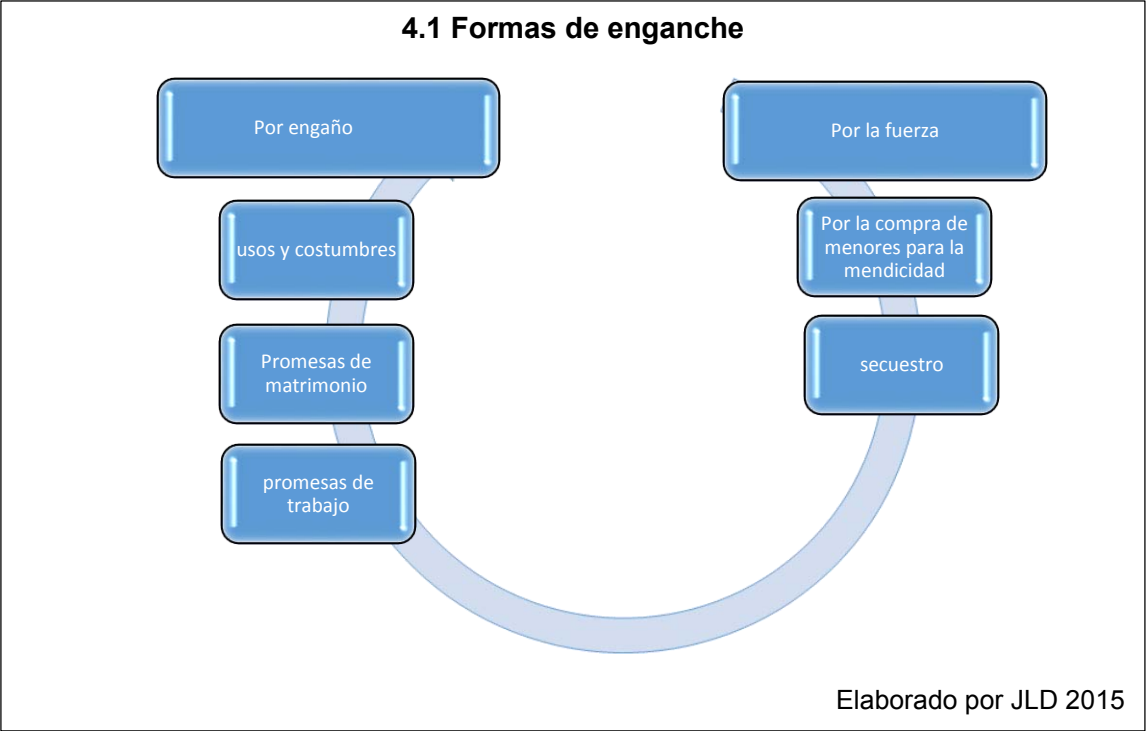 4.1 Formas de enganche
Por engaño
usos y costumbres
Promesas de
matrimonio
promesas de
trabajo
Por la fuerza
Por la compra de
menores para la
mendicidad
secuestro
Elaborado por JLD 2015